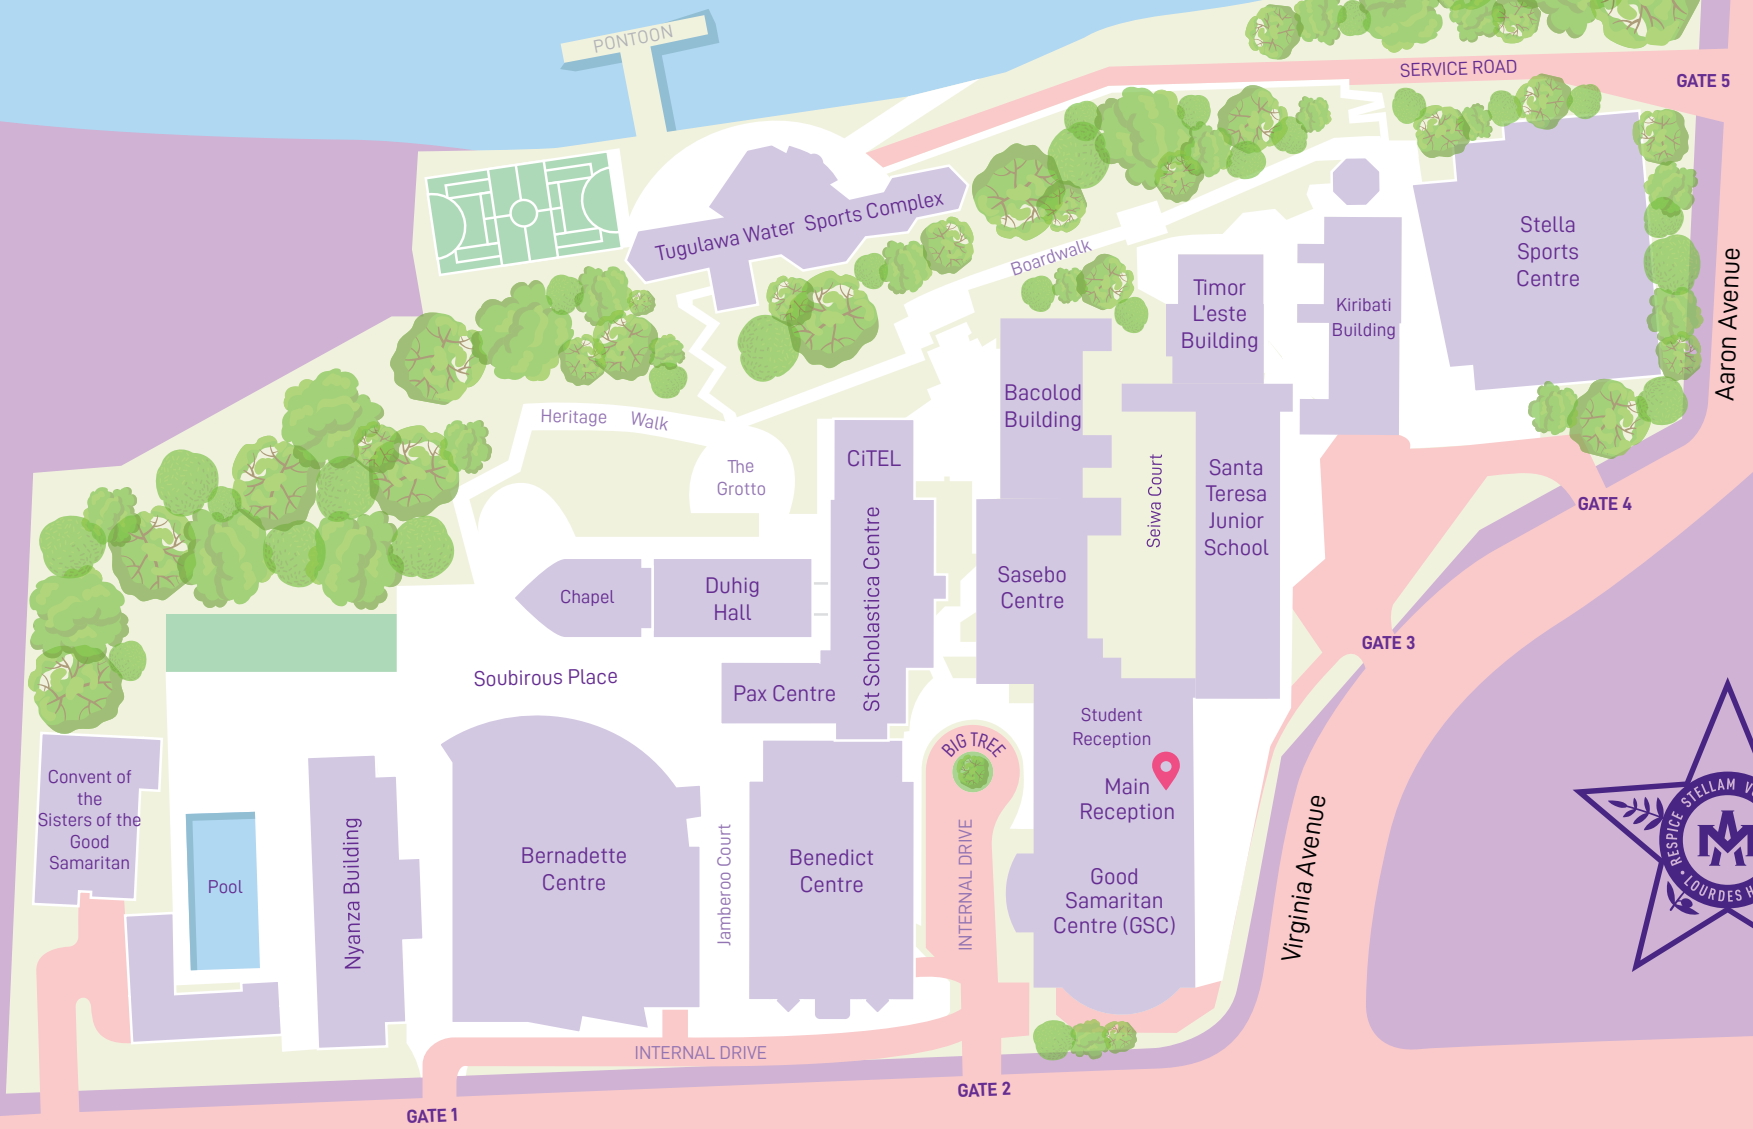 PONTOON
SERVICE ROAD
GATE 5
Tugulawa Water Sports Complex
Boardwalk
Stella
Sports
Centre
Timor
L'este
Building
Kiribati
Building
Aaron Avenue
Bacolod
Building
Heritage Walk
The
Grotto
CiTEL
St Scholastica Centre
Seiwa Court
Santa
Teresa
Junior
School
GATE 4
Sasebo
Centre
Chapel
Duhig
Hall
GATE 3
Soubirous Place
Pax Centre
Student
Reception
BIG TREE
Main
Reception
Convent of
the
Sisters of the
Good
Samaritan
Pool
Nyanza Building
Bernadette
Centre
Jamberoo Court
Benedict
Centre
INTERNAL DRIVE
Good
Samaritan
Centre (GSC)
Virginia Avenue
RESPICE STELLAM
LOURDES
INTERNAL DRIVE
GATE 2
GATE 1